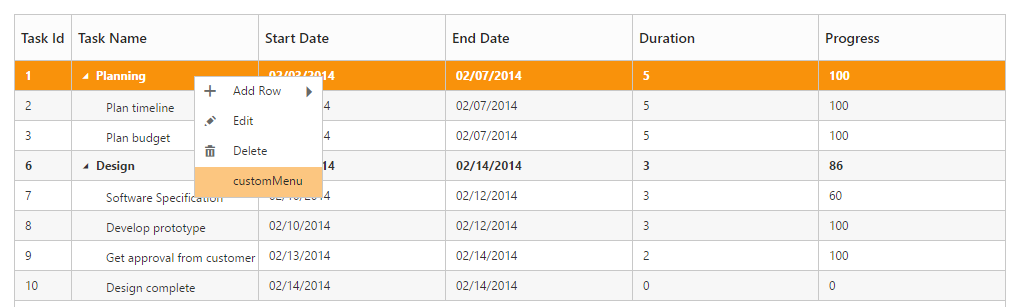 Task Id Task Name Start Date End Date Duration Progress
1 Planning 02/03/2014 02/07/2014 5 100
Add Row
2 Plan timeline 4 02/07/2014 5 100
Edit
3 Plan budget 4 02/07/2014 5 100
Delete
6 Design 14 02/14/2014 3 86
customMenu
7 Software Specification 02/10/2014 02/12/2014 3 60
8 Develop prototype 02/10/2014 02/12/2014 3 100
9 Get approval from customer 02/13/2014 02/14/2014 2 100
10 Design complete 02/14/2014 02/14/2014 0 0